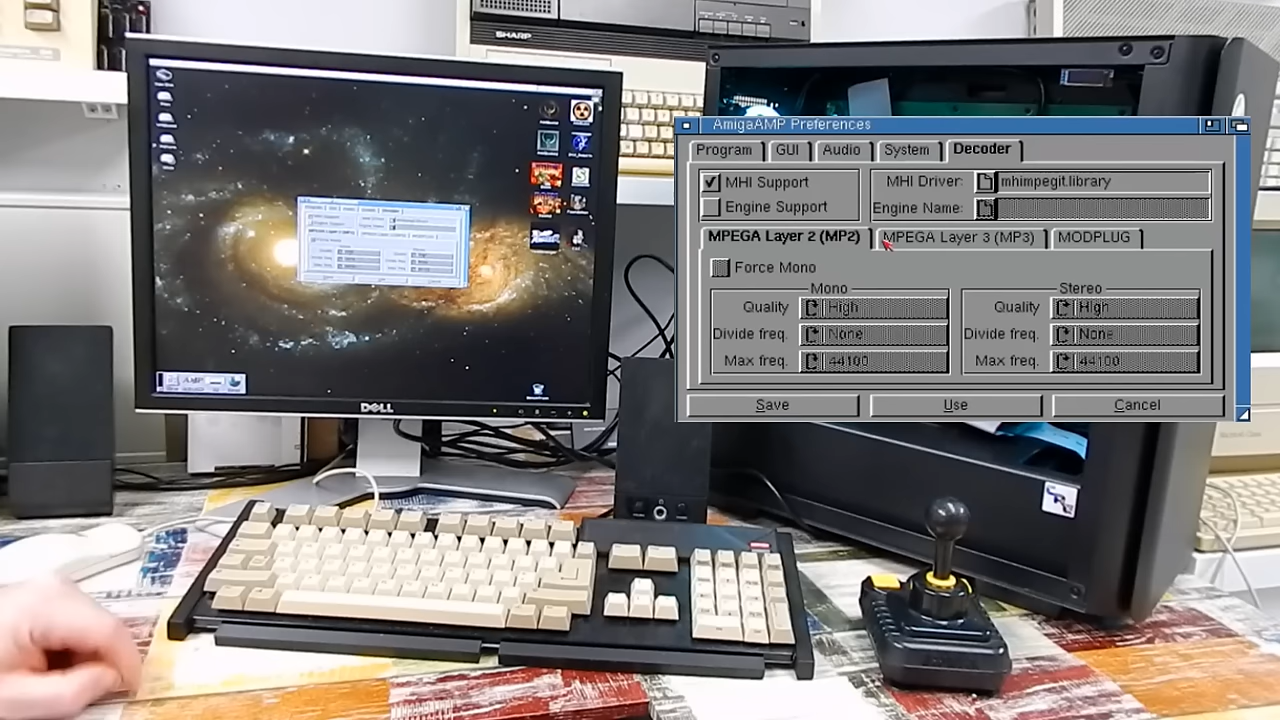 SHARP
AmigaAMP Preferences
Program GUI Audio System Decoder
MHI Support MHI Driver: mhimpegit.library
Engine Support Engine Name:
MPEGA Layer 2 (MP2) MPEGA Layer 3 (MP3) MODPLUG
Force Mono
Mono Stereo
Quality High Quality High
Divide freq. None Divide freq. None
Max freq. 44100 Max freq. 44100
Save Use Cancel
DELL